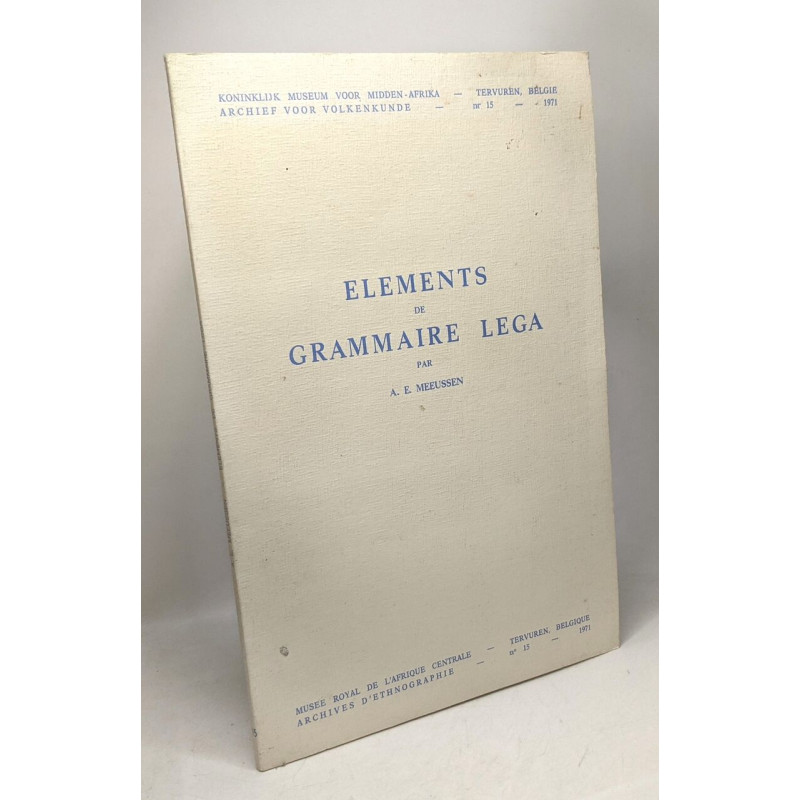 KONINKLIJK MUSEUM VOOR MIDDEN-AFRIKA — TERVUREN, BELGIE
ARCHIEF VOOR VOLKENKUNDE — nr 15 — 1971
ELEMENTS
DE
GRAMMAIRE LEGA
PAR
A. E. MEEUSSEN
MUSEE ROYAL DE L'AFRIQUE CENTRALE — TERVUREN, BELGIQUE
ARCHIVES D'ETHNOGRAPHIE — n° 15 — 1971